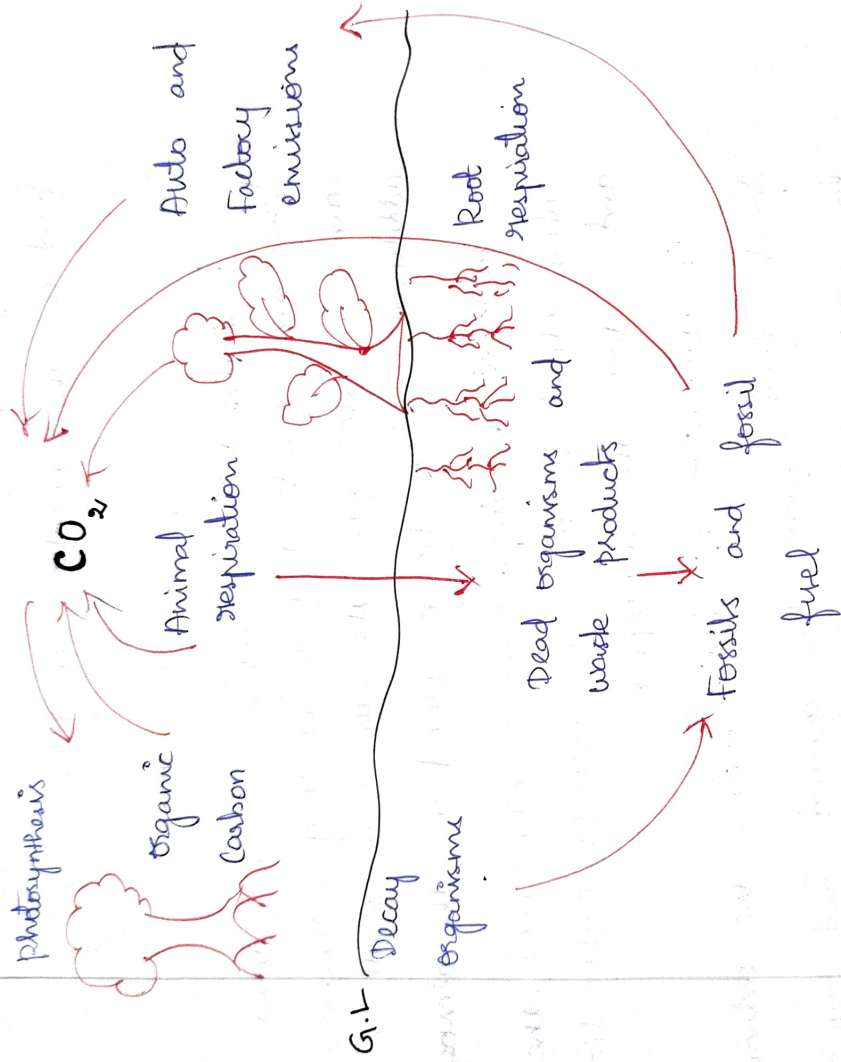 CO2
photosynthesis
organic
Carbon
Animal
respiration
Auto and
Factory
emissions
G.L
Decay
organisms
Root
respiration
Dead organisms and
waste products
Fossils and fossil
fuel